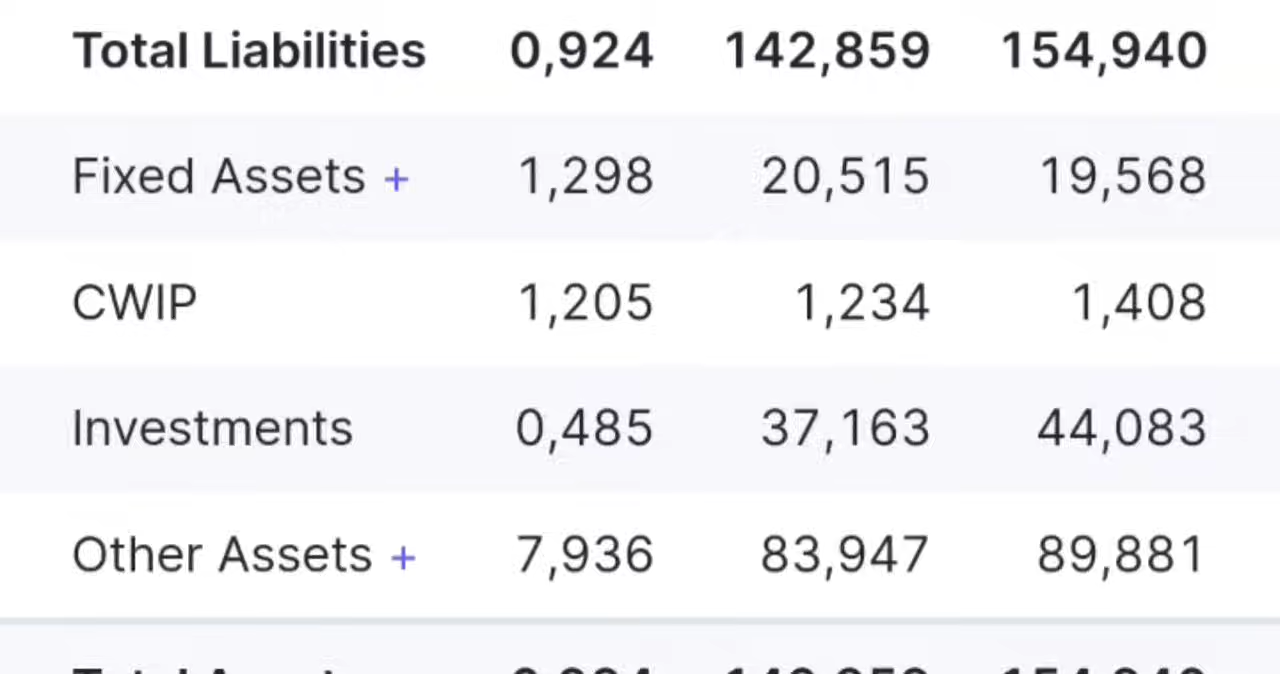 Total Liabilities 0,924 142,859 154,940
Fixed Assets + 1,298 20,515 19,568
CWIP 1,205 1,234 1,408
Investments 0,485 37,163 44,083
Other Assets + 7,936 83,947 89,881